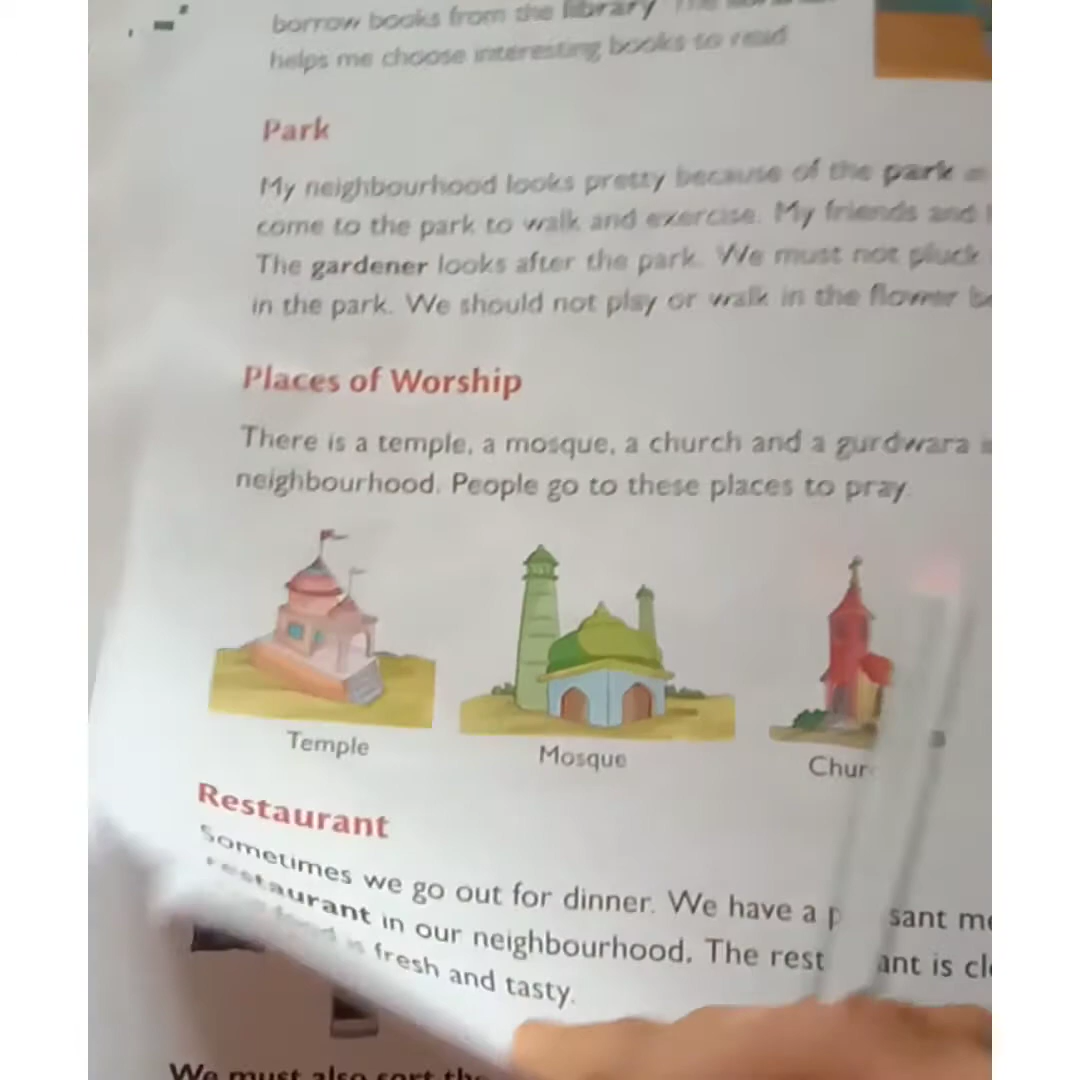 borrow books from the library
helps me choose interesting books to read
Park
My neighbourhood looks pretty because of the park
come to the park to walk and exercise. My friends and
The gardener looks after the park. We must not pluck
in the park. We should not play or walk in the flower
Places of Worship
There is a temple, a mosque, a church and a gurdwara
neighbourhood. People go to these places to pray.
Temple
Mosque
Chur
Restaurant
Sometimes we go out for dinner. We have a p sant
restaurant in our neighbourhood. The rest ant is
is fresh and tasty.
We must also sort the